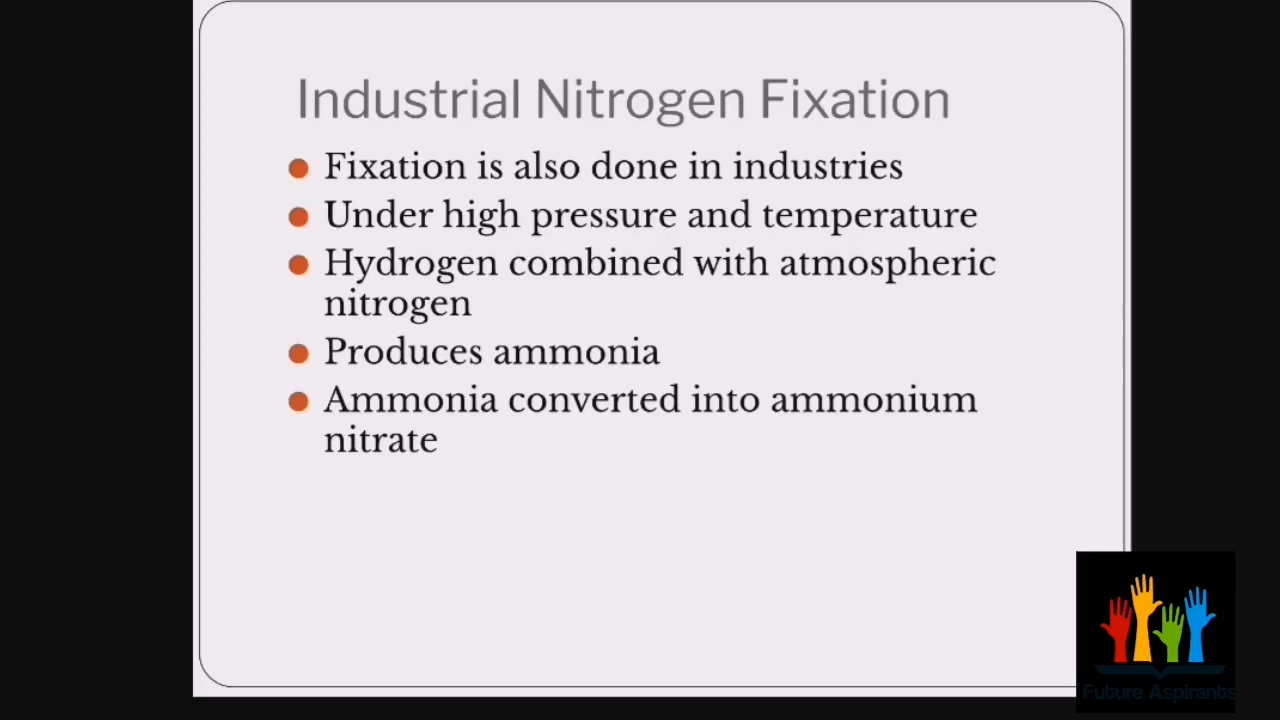 Industrial Nitrogen Fixation
Fixation is also done in industries
Under high pressure and temperature
Hydrogen combined with atmospheric
nitrogen
Produces ammonia
Ammonia converted into ammonium
nitrate
Future Aspirants